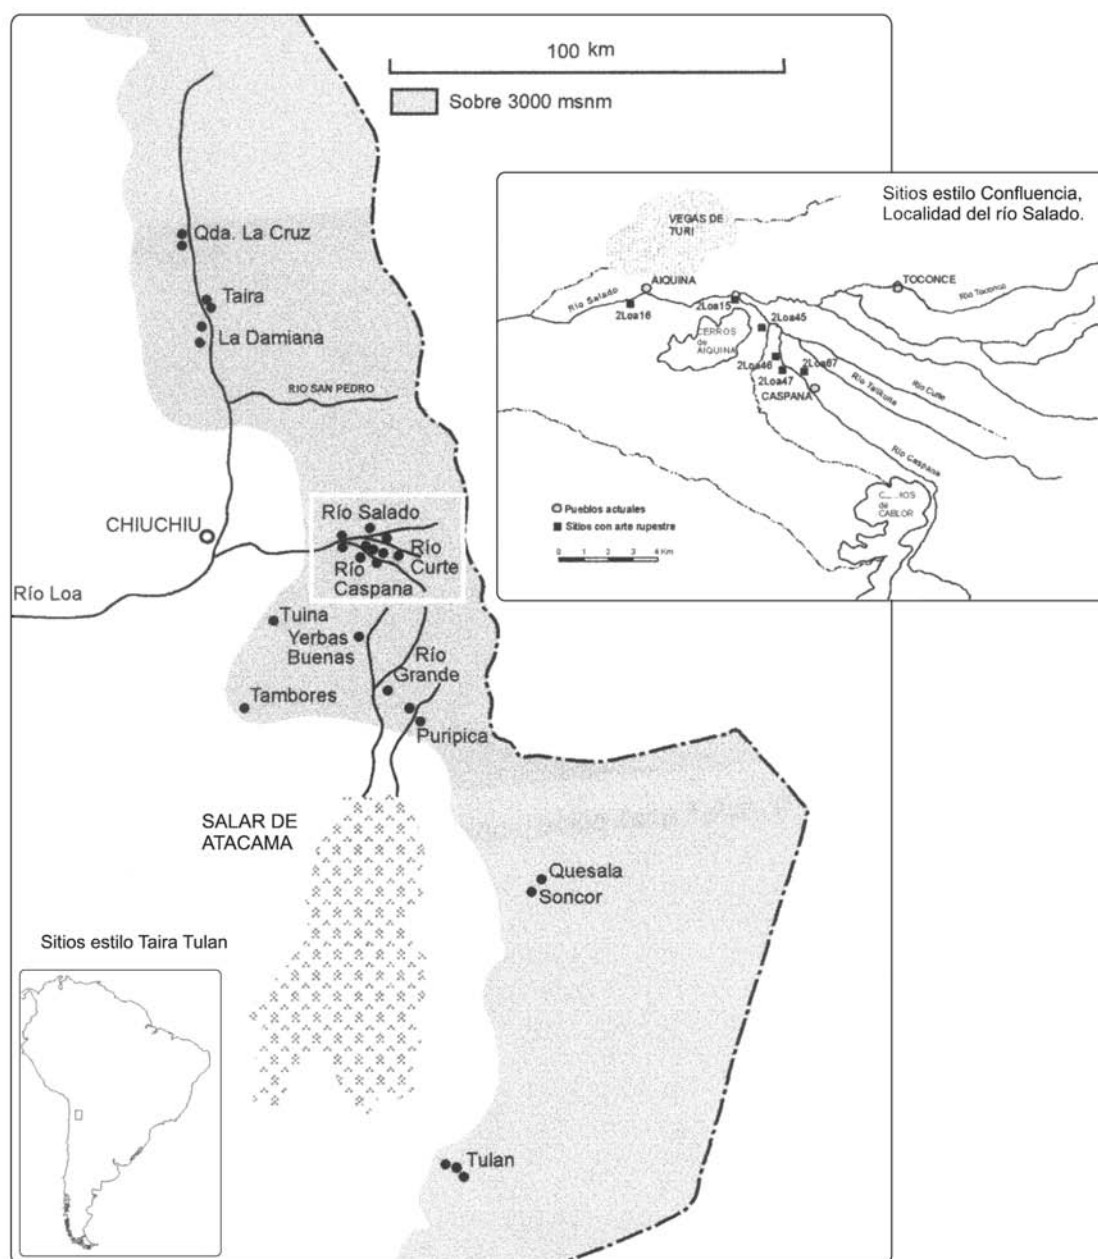 100 km
Sobre 3000 msnm
Qda. La Cruz
Taira
La Damiana
RIO SAN PEDRO
CHIUCHIU
Río Salado
Río
Curte
Río
Caspana
Río Loa
Tuina
Yerbas
Buenas
Río
Grande
Tambores
Puripica
SALAR DE
ATACAMA
Quesala
Soncor
Tulan
Sitios estilo Taira Tulan
Sitios estilo Confluencia,
Localidad del río Salado.
VEGAS DE
TURI
AIQUINA
TOCONCE
Río Salado
Río Toconce
2Loa16
2Loa15
2Loa45
CERROS
de
AIQUINA
2Loa46
2Loa47
2Loa67
CASPANA
Río Curte
Río Caspana
de
CABLOR
Pueblos actuales
Sitios con arte rupestre
0 1 2 3 4 Km